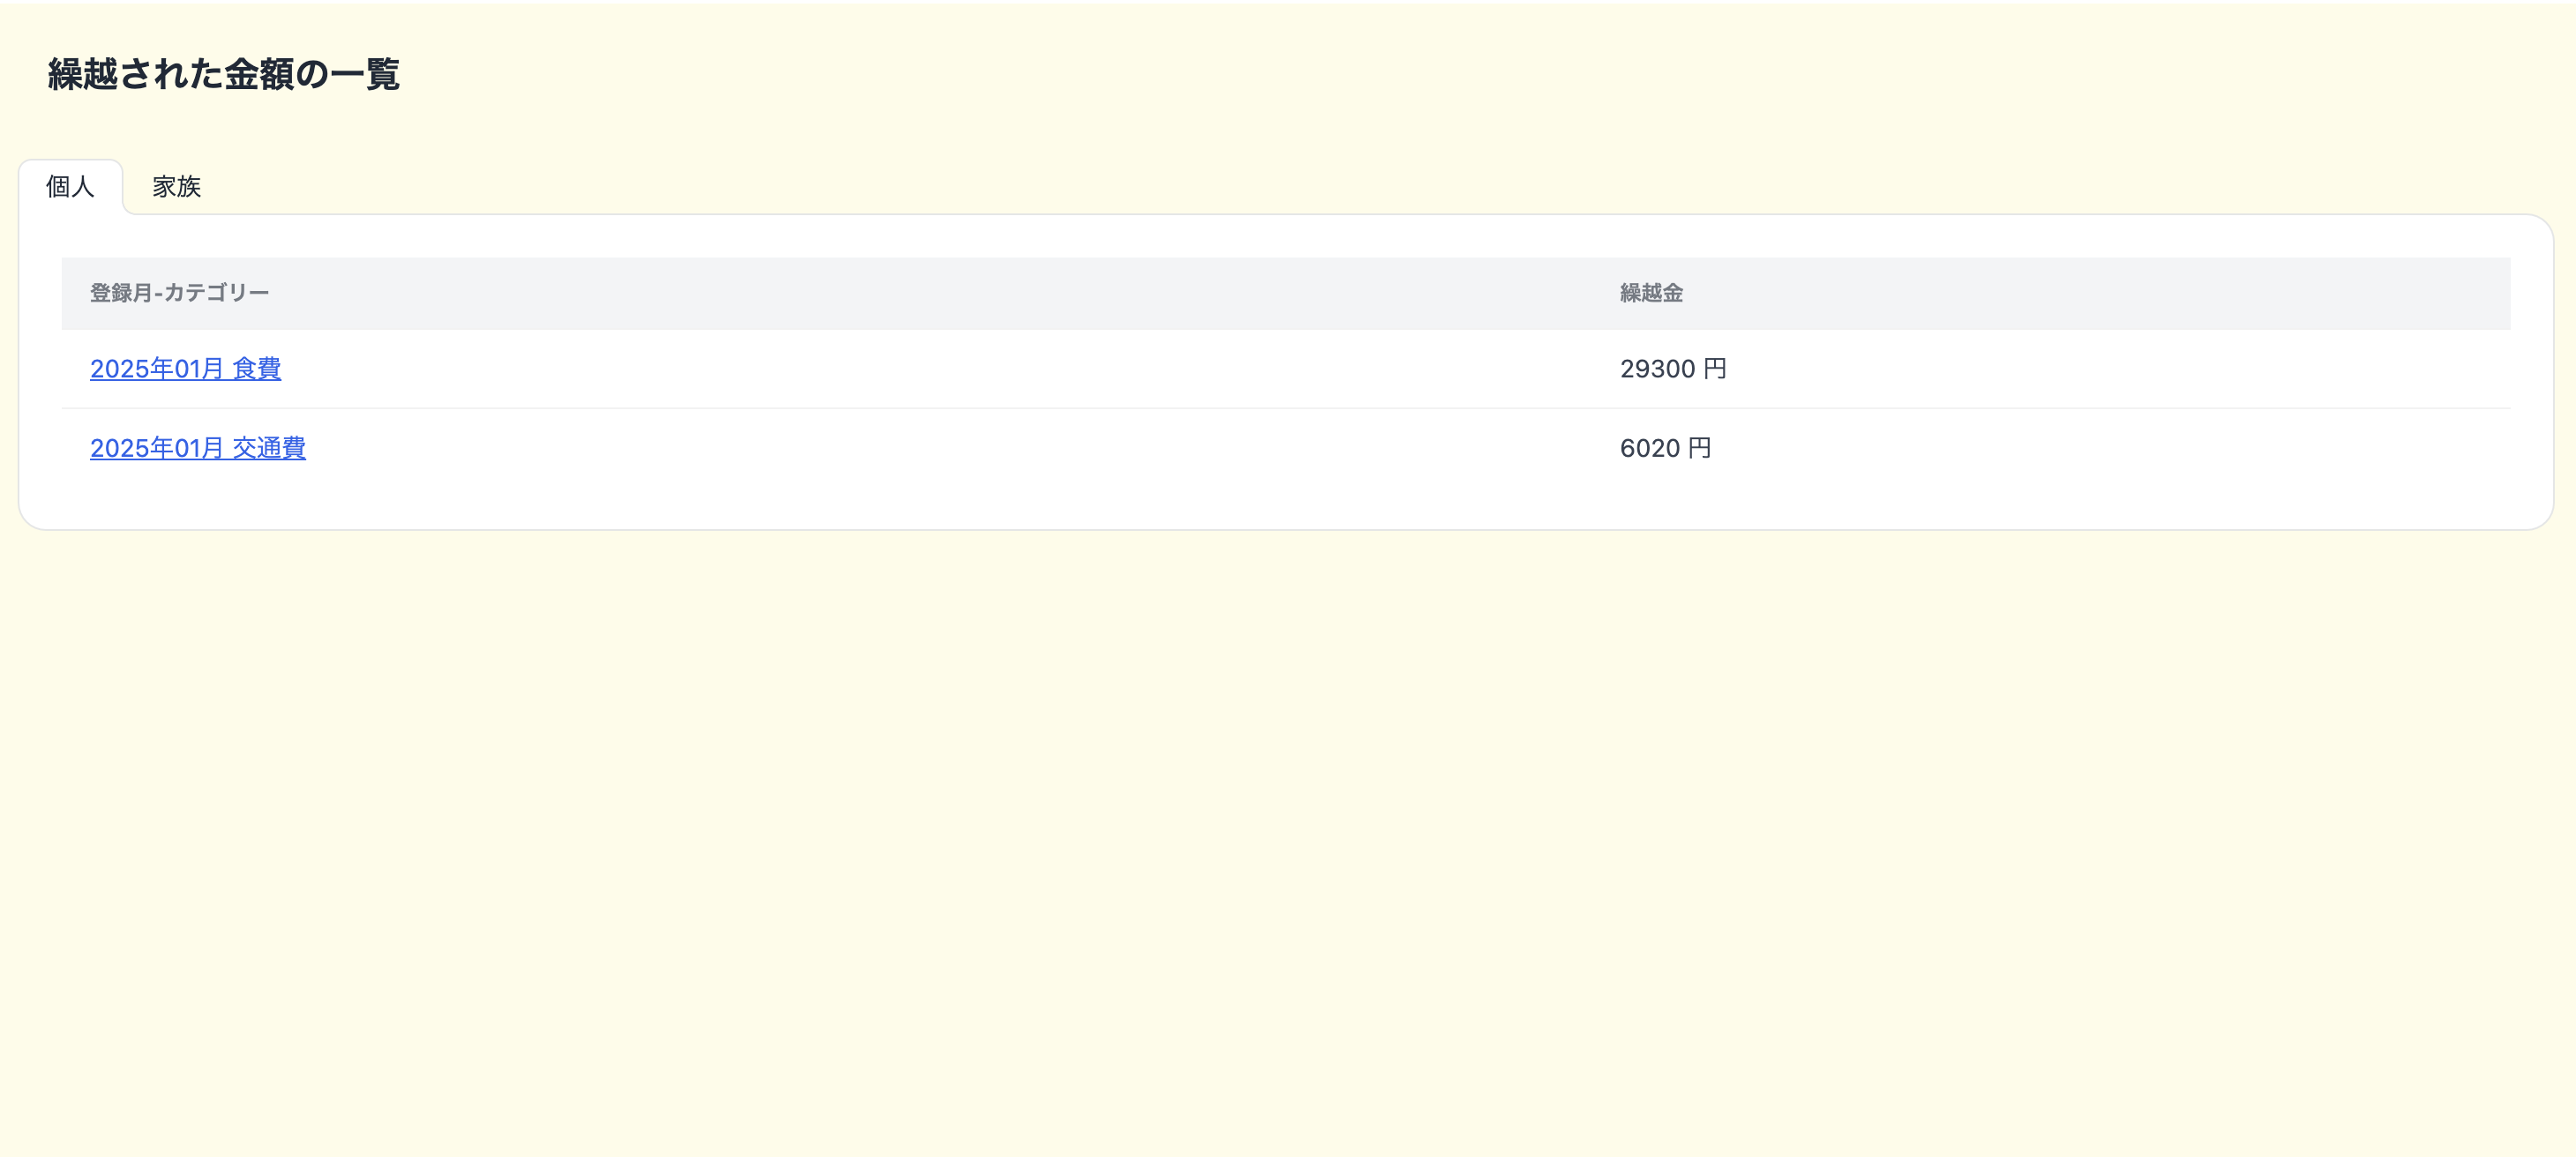 繰越された金額の一覧
個人 家族
登録月-カテゴリー 繰越金
2025年01月 食費 29300 円
2025年01月 交通費 6020 円